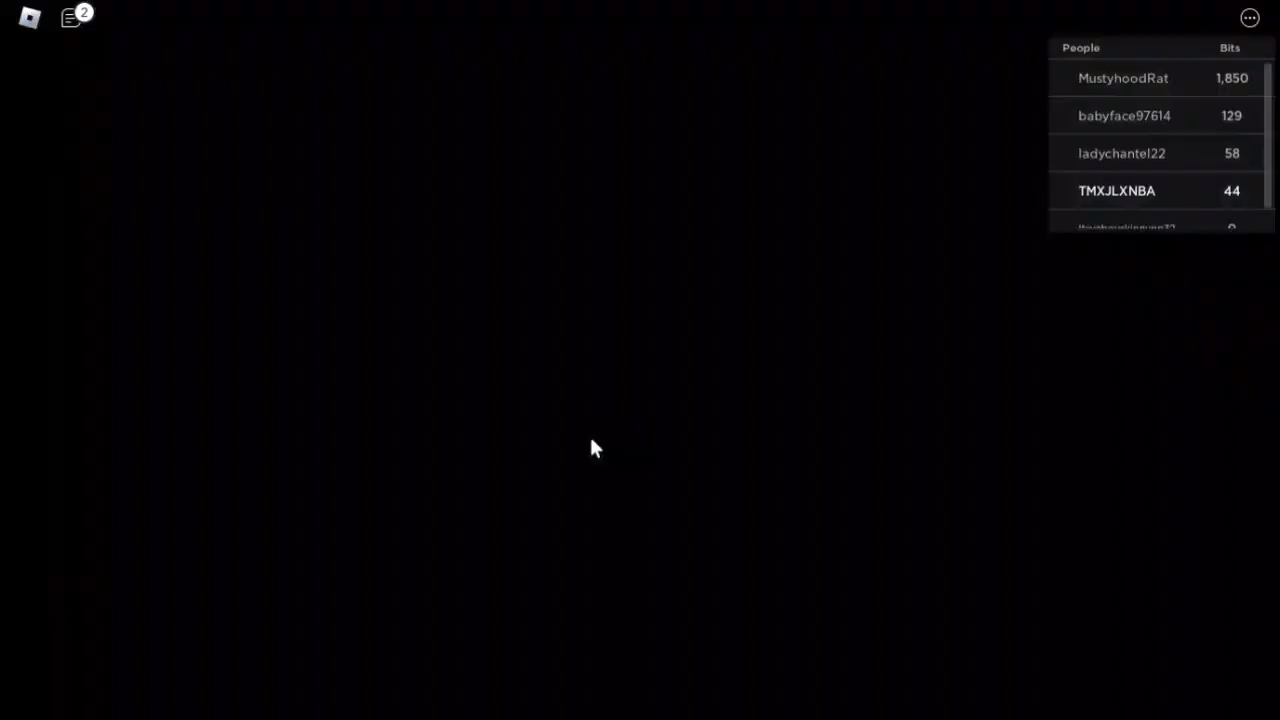 2
People Bits
MustyhoodRat 1,850
babyface97614 129
ladychantel22 58
TMXJLXNBA 44